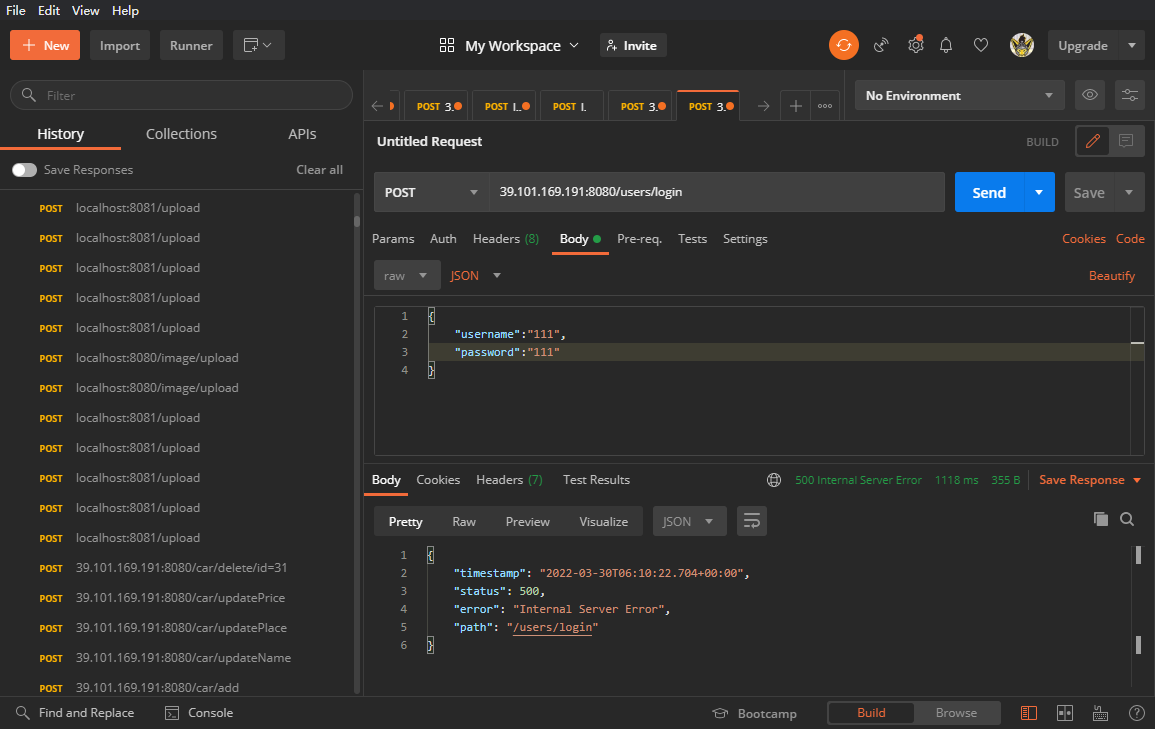 File Edit View Help
New Import Runner My Workspace Invite Upgrade
Filter
History Collections APIs
Save Responses Clear all
POST localhost:8081/upload
POST localhost:8081/upload
POST localhost:8081/upload
POST localhost:8081/upload
POST localhost:8081/upload
POST localhost:8080/image/upload
POST localhost:8080/image/upload
POST localhost:8081/upload
POST localhost:8081/upload
POST localhost:8081/upload
POST localhost:8081/upload
POST localhost:8081/upload
POST 39.101.169.191:8080/car/delete/id=31
POST 39.101.169.191:8080/car/updatePrice
POST 39.101.169.191:8080/car/updatePlace
POST 39.101.169.191:8080/car/updateName
POST 39.101.169.191:8080/car/add
POST 3. POST l.. POST l. POST 3. POST 3. No Environment
Untitled Request BUILD
POST 39.101.169.191:8080/users/login Send Save
Params Auth Headers (8) Body Pre-req. Tests Settings Cookies Code
raw JSON Beautify
1 {
2 "username":"111",
3 "password":"111"
4 }
Body Cookies Headers (7) Test Results 500 Internal Server Error 1118 ms 355 B Save Response
Pretty Raw Preview Visualize JSON
1 {
2 "timestamp": "2022-03-30T06:10:22.704+00:00",
3 "status": 500,
4 "error": "Internal Server Error",
5 "path": "/users/login"
6 }
Find and Replace Console Bootcamp Build Browse